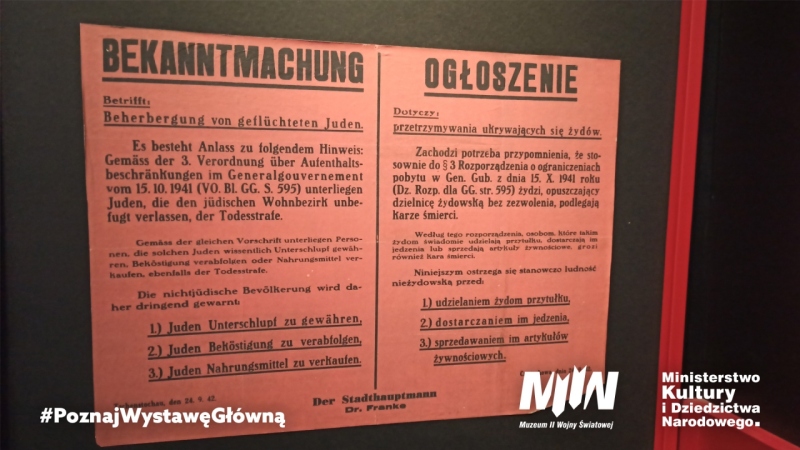 BEKANNTMACHUNG
Betrifft:
Beherbergung von geflüchteten Juden.
Es besteht Anlass zu folgendem Hinweis:
Gemäss der 3. Verordnung über Aufenthalts-
beschränkungen im Generalgouvernement
vom 15.10. 1941 (VO. Bl. GG. S. 595) unterliegen
Juden, die den jüdischen Wohnbezirk unbe-
fugt verlassen, der Todesstrafe.
Gemäss der gleichen Vorschrift unterliegen Perso-
nen, die solchen Juden wissentlich Unterschlupf gewäh-
ren, Beköstigung verabfolgen oder Nahrungsmittel ver-
kaufen, ebenfalls der Todesstrafe.
Die nichtjüdische Bevölkerung wird da-
her dringend gewarnt:
1.) Juden Unterschlupf zu gewähren,
2.) Juden Beköstigung zu verabfolgen,
3.) Juden Nahrungsmittel zu verkaufen.
den 24. 9. 42.
OGŁOSZENIE
Dotyczy:
przetrzymywania ukrywających się żydów.
Zachodzi potrzeba przypomnienia, że sto-
sownie do § 3 Rozporządzenia o ograniczeniach
pobytu w Gen. Gub. z dnia 15. X. 1941 roku
(Dz. Rozp. dla GG. str. 595) żydzi, opuszczający
dzielnicę żydowską bez zezwolenia, podlegają
karze śmierci.
Według tego rozporządzenia, osobom, które takim
żydom świadomie udzielają przytułku, dostarczają im
jedzenia lub sprzedają artykuły żywnościowe, grozi
również kara śmierci.
Niniejszym ostrzega się stanowczo ludność
nieżydowską przed:
1.) udzielaniem żydom przytułku,
2.) dostarczaniem im jedzenia,
3.) sprzedawaniem im artykułów
żywnościowych.
Der Stadthauptmann
Dr. Franke
#PoznajWystawęGłówną
MIIW
Muzeum II Wojny Światowej
Ministerstwo
Kultury
i Dziedzictwa
Narodowego.